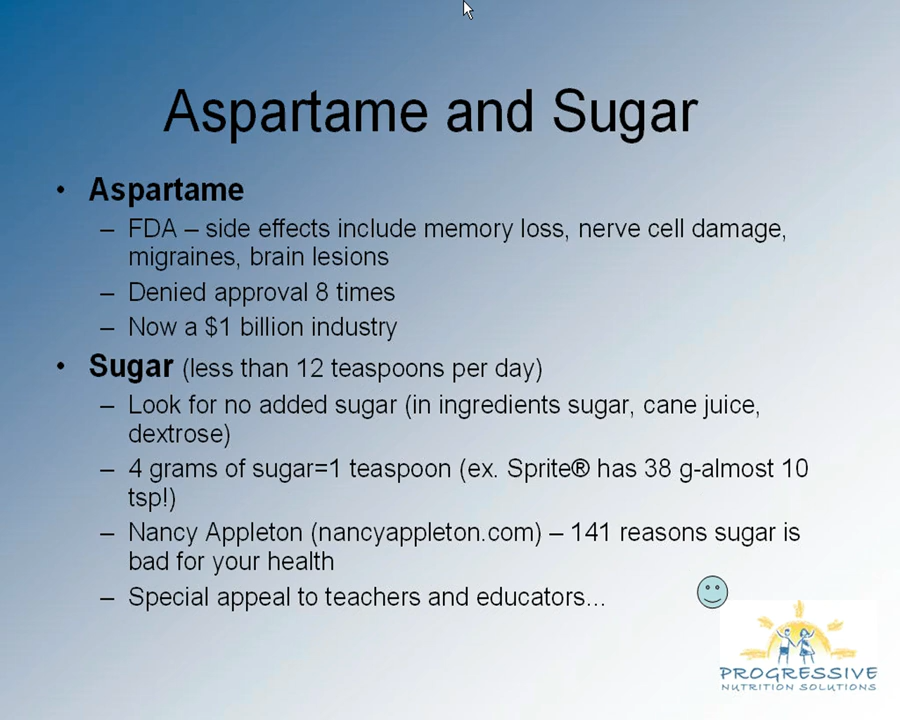 Aspartame and Sugar
• Aspartame
– FDA – side effects include memory loss, nerve cell damage,
migraines, brain lesions
– Denied approval 8 times
– Now a $1 billion industry
• Sugar (less than 12 teaspoons per day)
– Look for no added sugar (in ingredients sugar, cane juice,
dextrose)
– 4 grams of sugar=1 teaspoon (ex. Sprite® has 38 g-almost 10
tsp!)
– Nancy Appleton (nancyappleton.com) – 141 reasons sugar is
bad for your health
– Special appeal to teachers and educators...
PROGRESSIVE
NUTRITION SOLUTIONS